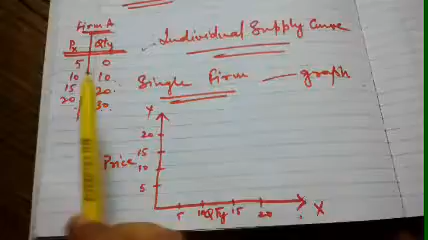 Firm A
Px Qty
5 0
10 10
15 20
20 30
Individual Supply Curve
Single Firm — graph
Y
20
15
10
5
Price
5 10 Qty 15 20 X